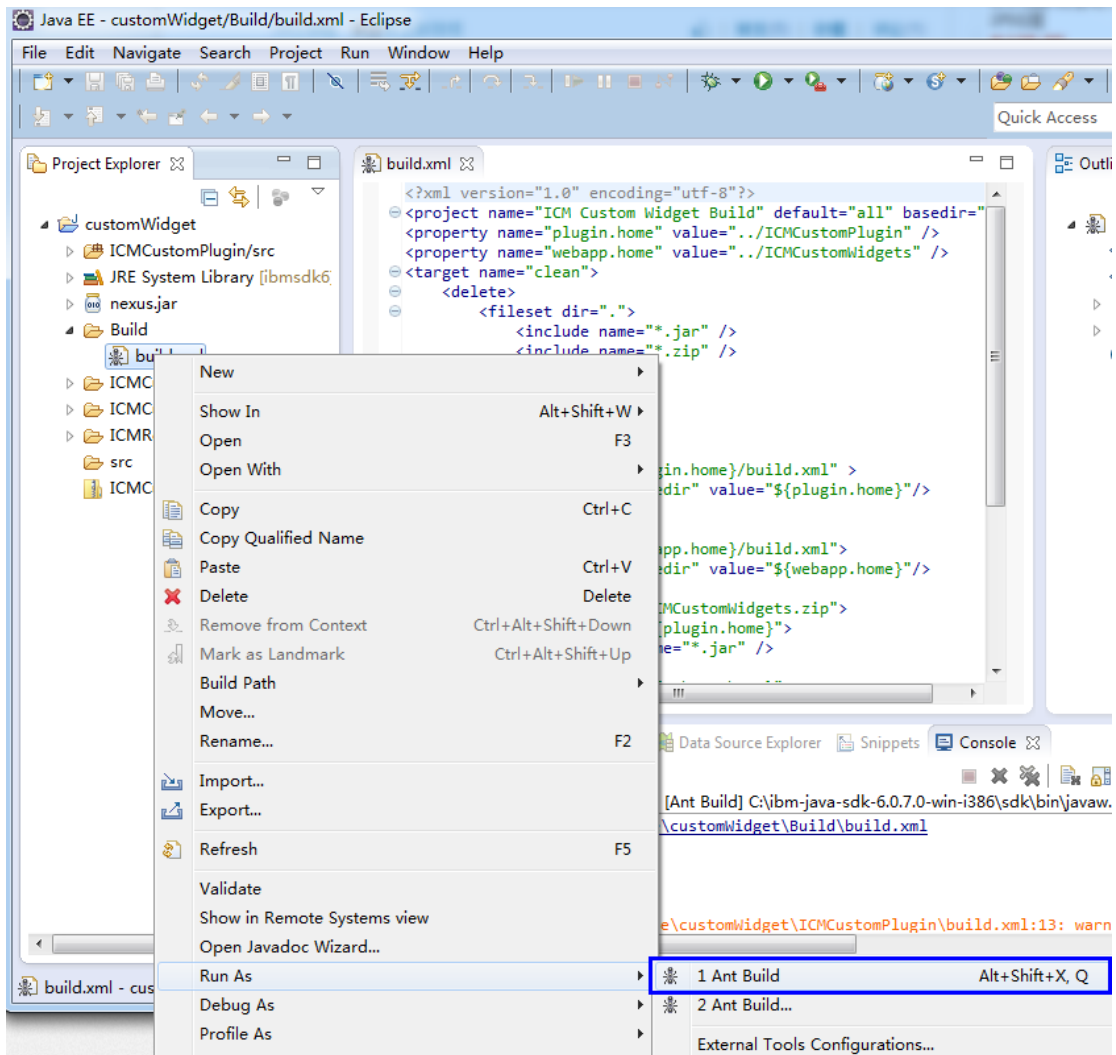 Java EE - customWidget/Build/build.xml - Eclipse
File Edit Navigate Search Project Run Window Help
Quick Access
Project Explorer
customWidget
ICMCustomPlugin/src
JRE System Library [ibmsdk6
nexus.jar
Build
ICMC
ICMC
ICMR
src
ICMC
build.xml
<?xml version="1.0" encoding="utf-8"?>
<project name="ICM Custom Widget Build" default="all" basedir="
<property name="plugin.home" value="../ICMCustomPlugin" />
<property name="webapp.home" value="../ICMCustomWidgets" />
<target name="clean">
<delete>
<fileset dir=".">
<include name="*.jar" />
<include name="*.zip" />
gin.home}/build.xml" >
edir" value="${plugin.home}"/>
app.home}/build.xml">
edir" value="${webapp.home}"/>
ICMCustomWidgets.zip">
{plugin.home}">
me="*.jar" />
Outli
New
Show In Alt+Shift+W
Open F3
Open With
Copy Ctrl+C
Copy Qualified Name
Paste Ctrl+V
Delete Delete
Remove from Context Ctrl+Alt+Shift+Down
Mark as Landmark Ctrl+Alt+Shift+Up
Build Path
Move...
Rename... F2
Import...
Export...
Refresh F5
Validate
Show in Remote Systems view
Open Javadoc Wizard...
Run As
Debug As
Profile As
Data Source Explorer Snippets Console
[Ant Build] C:\ibm-java-sdk-6.0.7.0-win-i386\sdk\bin\javaw.
\customWidget\Build\build.xml
e\customWidget\ICMCustomPlugin\build.xml:13: warn
1 Ant Build Alt+Shift+X, Q
2 Ant Build...
External Tools Configurations...
build.xml - cus